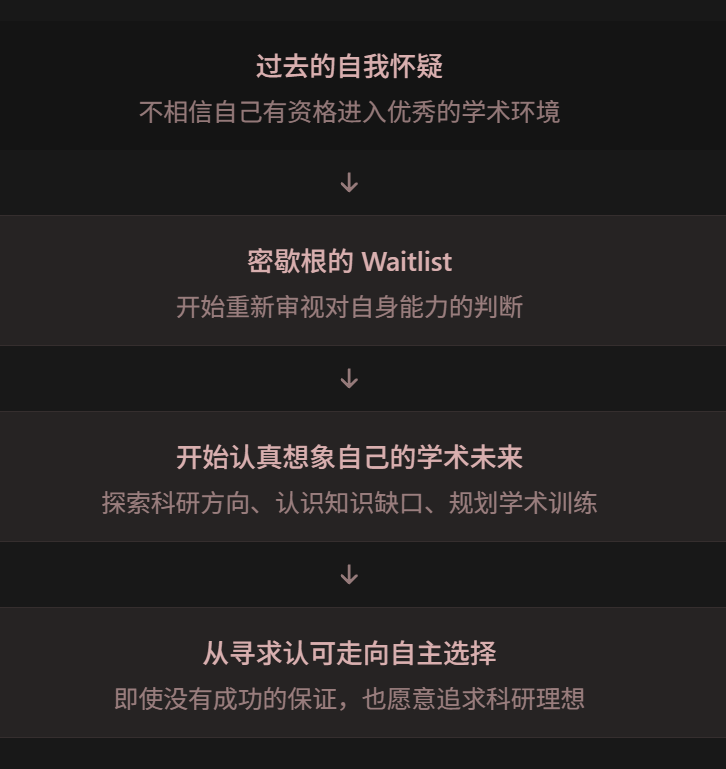 过去的自我怀疑
不相信自己有资格进入优秀的学术环境
↓
密歇根的 Waitlist
开始重新审视对自身能力的判断
↓
开始认真想象自己的学术未来
探索科研方向、认识知识缺口、规划学术训练
↓
从寻求认可走向自主选择
即使没有成功的保证，也愿意追求科研理想